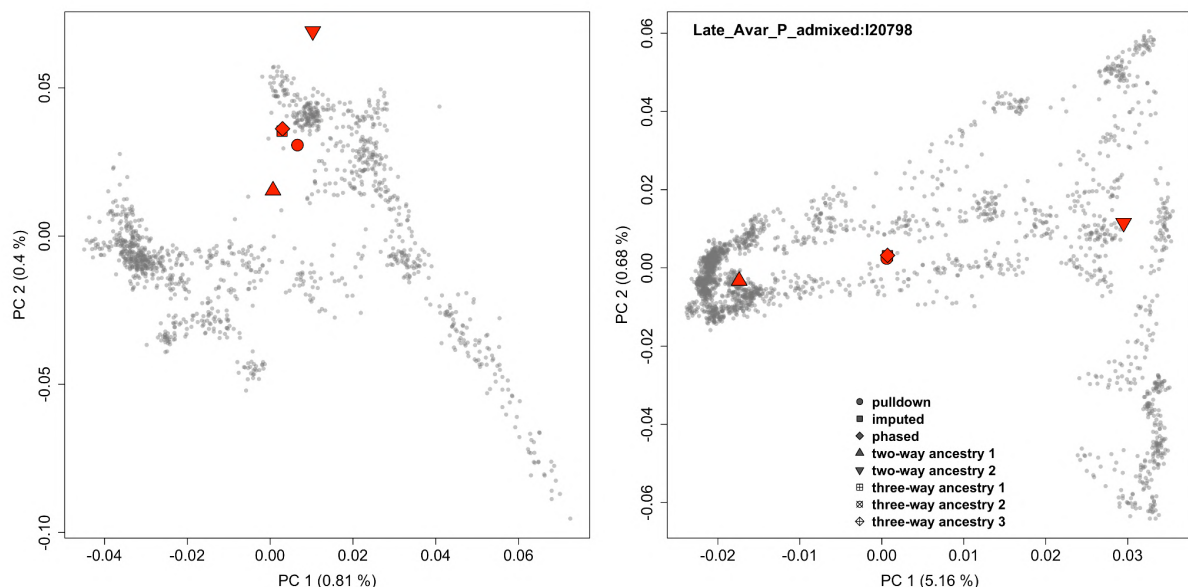 0.05
0.00
-0.05
-0.10
PC 2 (0.4 %)
-0.04
-0.02
0.00
0.02
0.04
0.06
PC 1 (0.81 %)
Late_Avar_P_admixed:I20798
0.06
0.04
0.02
0.00
-0.02
-0.04
-0.06
PC 2 (0.68 %)
pulldown
imputed
phased
two-way ancestry 1
two-way ancestry 2
three-way ancestry 1
three-way ancestry 2
three-way ancestry 3
-0.02
-0.01
0.00
0.01
0.02
0.03
PC 1 (5.16 %)